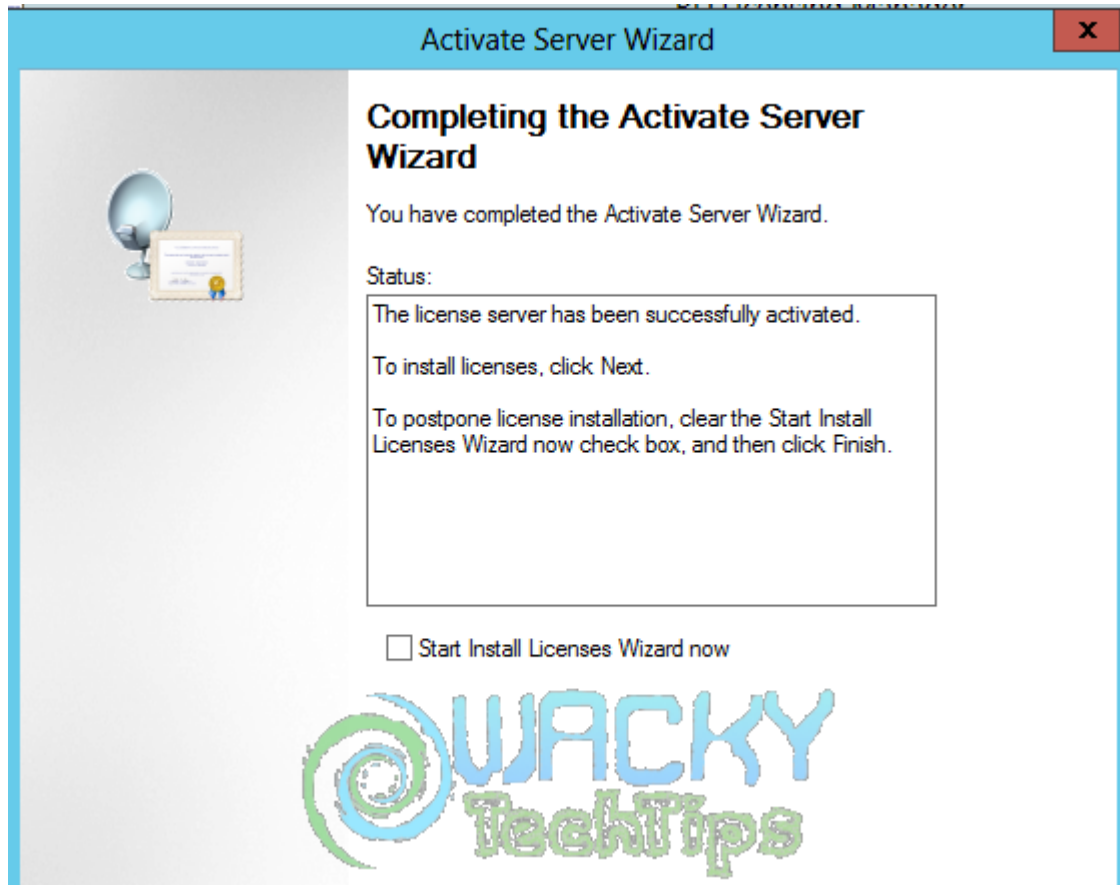 Activate Server Wizard
x
Completing the Activate Server
Wizard
You have completed the Activate Server Wizard.
Status:
The license server has been successfully activated.
To install licenses, click Next.
To postpone license installation, clear the Start Install
Licenses Wizard now check box, and then click Finish.
Start Install Licenses Wizard now
WACKY
TechTips